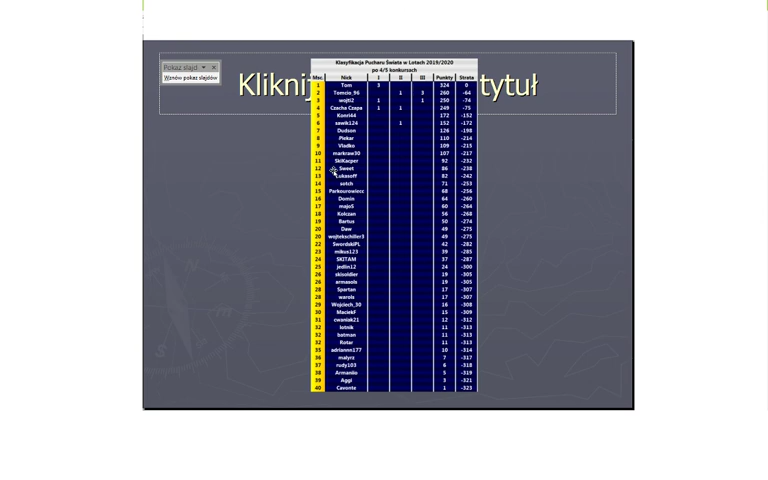 Pokaz slajd
Wznów pokaz slajdów
Klikni
tytuł
Klasyfikacja Pucharu Świata w Lotach 2019/2020
po 4/5 konkursach
Msc. Nick I II III Punkty Strata
1 Tom 3 324 0
2 Tomcio_96 1 3 260 -64
3 wojti2 1 1 250 -74
4 Czacha Czapa 1 1 249 -75
5 Konri44 172 -152
6 sawik124 1 152 -172
7 Dudson 126 -198
8 Piekar 110 -214
9 Vladko 109 -215
10 markraw30 107 -217
11 SkiKacper 92 -232
12 Sweet 86 -238
13 Lukasoff 82 -242
14 sotch 71 -253
15 Parkourowiecc 68 -256
16 Domin 64 -260
17 majo5 60 -264
18 Kolczan 56 -268
19 Bartus 50 -274
20 Daw 49 -275
20 wojtekschiller3 49 -275
22 SwordskiPL 42 -282
23 mikus123 39 -285
24 SKITAM 37 -287
25 jedlin12 24 -300
26 skisoldier 19 -305
26 armasols 19 -305
28 Spartan 17 -307
28 warols 17 -307
29 Wojciech_30 16 -308
30 MaciekF 15 -309
31 cwaniak21 12 -312
32 lotnik 11 -313
32 batman 11 -313
32 Rotar 11 -313
35 adriannn177 10 -314
36 malyrz 7 -317
37 rudy103 6 -318
38 Armaniio 5 -319
39 Aggi 3 -321
40 Cavonte 1 -323